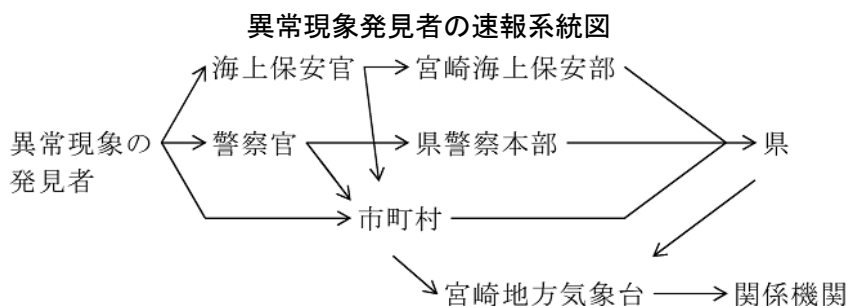 異常現象発見者の速報系統図
海上保安官 宮崎海上保安部
異常現象の
発見者
警察官 県警察本部 県
市町村
宮崎地方気象台 関係機関